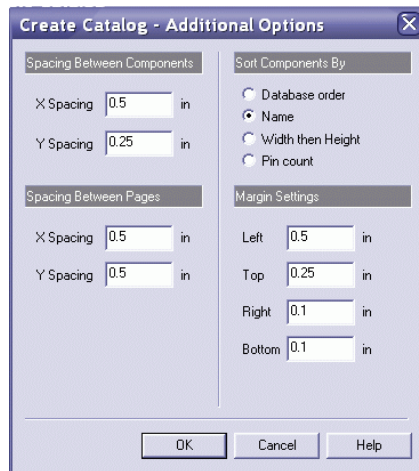 Create Catalog - Additional Options
Spacing Between Components
X Spacing 0.5 in
Y Spacing 0.25 in
Sort Components By
Database order
Name
Width then Height
Pin count
Spacing Between Pages
X Spacing 0.5 in
Y Spacing 0.5 in
Margin Settings
Left 0.5 in
Top 0.25 in
Right 0.1 in
Bottom 0.1 in
OK Cancel Help